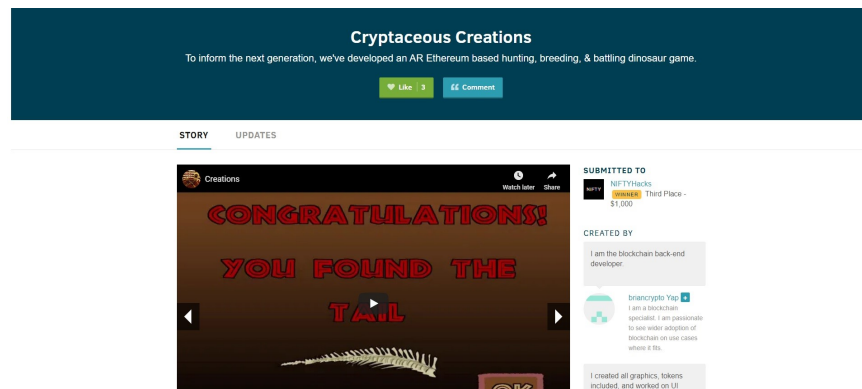 Cryptaceous Creations
To inform the next generation, we've developed an AR Ethereum based hunting, breeding, & battling dinosaur game.
Like 3
Comment
STORY
UPDATES
Creations
Watch later
Share
CONGRATULATIONS!
YOU FOUND THE
TAIL
OK
SUBMITTED TO
NIFTY
NIFTYHacks
WINNER Third Place -
$1,000
CREATED BY
I am the blockchain back-end
developer.
briancrypto Yap +
I am a blockchain
specialist. I am passionate
to see wider adoption of
blockchain on use cases
where it fits.
I created all graphics, tokens
included, and worked on UI